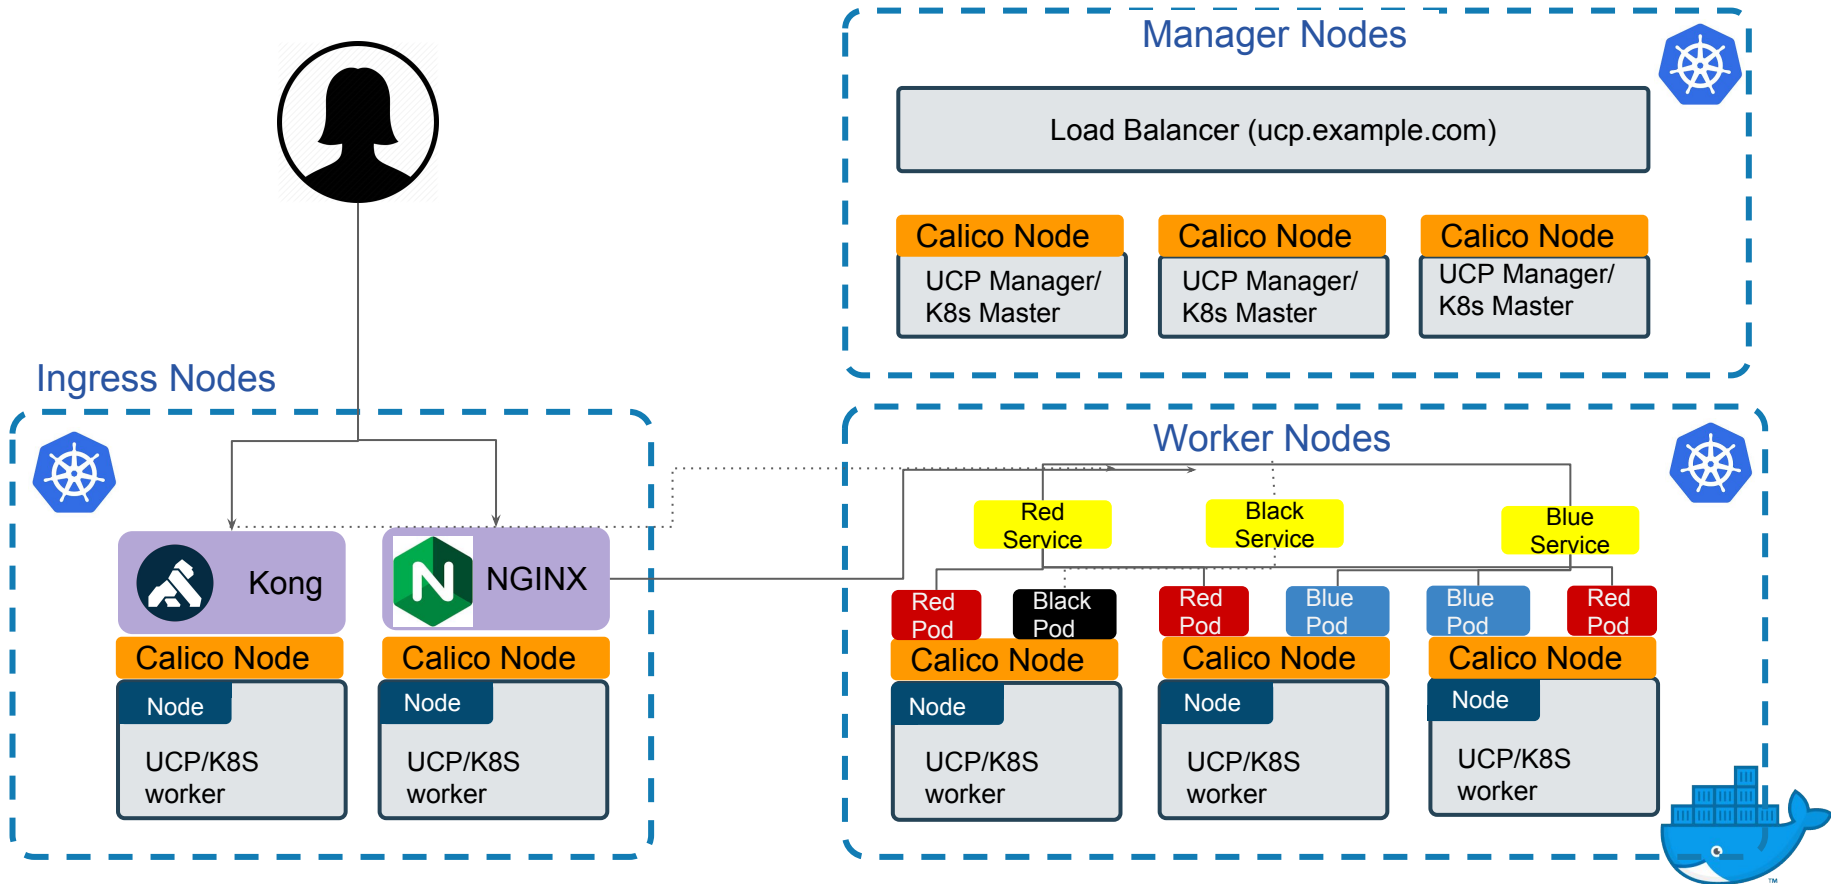 Manager Nodes
Load Balancer (ucp.example.com)
Calico Node
UCP Manager/
K8s Master
Calico Node
UCP Manager/
K8s Master
Calico Node
UCP Manager/
K8s Master
Ingress Nodes
Kong
NGINX
Calico Node
Calico Node
Node
UCP/K8S
worker
Node
UCP/K8S
worker
Worker Nodes
Red
Service
Black
Service
Blue
Service
Red
Pod
Black
Pod
Red
Pod
Blue
Pod
Blue
Pod
Red
Pod
Calico Node
Calico Node
Calico Node
Node
UCP/K8S
worker
Node
UCP/K8S
worker
Node
UCP/K8S
worker
TM